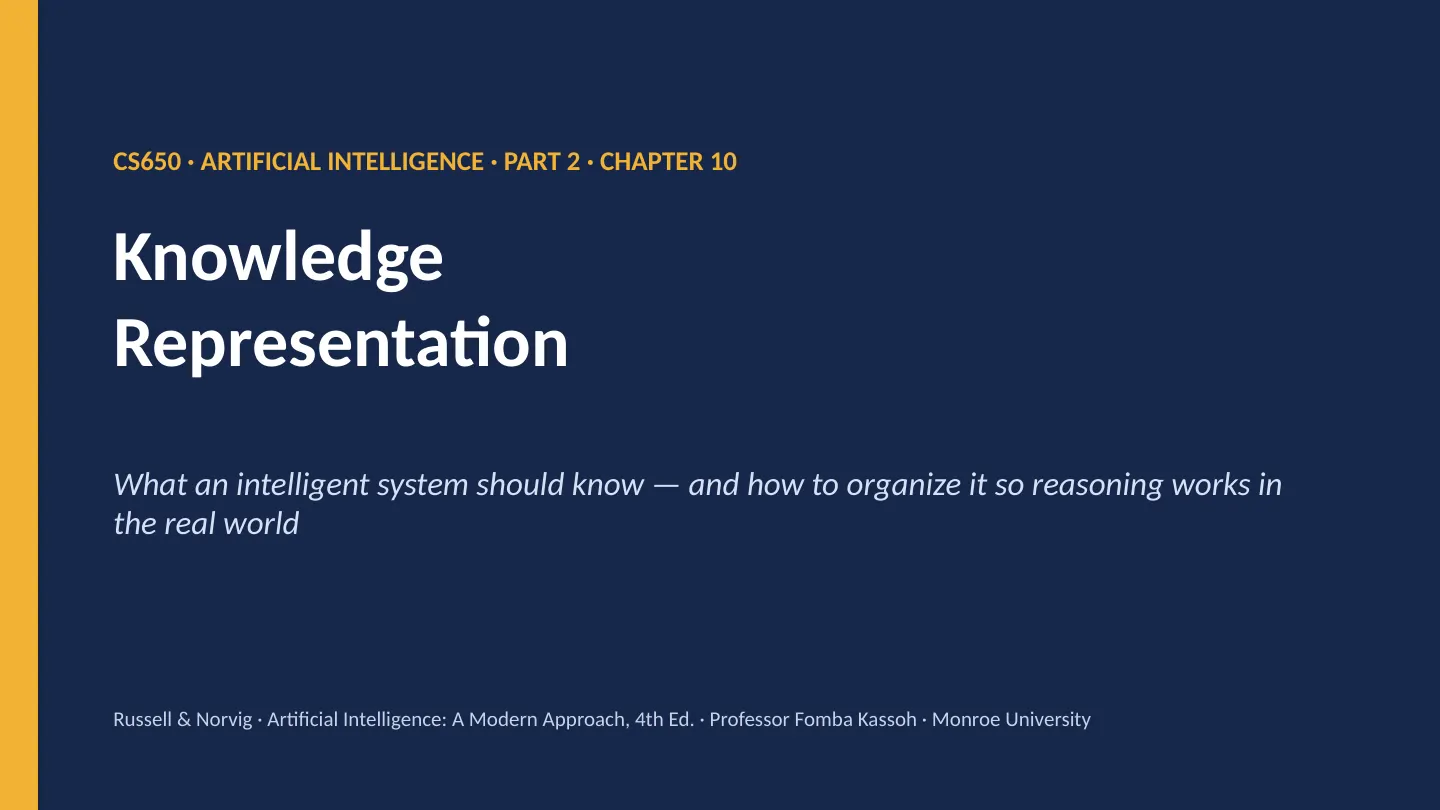 CS650 · ARTIFICIAL INTELLIGENCE · PART 2 · CHAPTER 10
Knowledge
Representation
What an intelligent system should know — and how to organize it so reasoning works in
the real world
Russell & Norvig · Artificial Intelligence: A Modern Approach, 4th Ed. · Professor Fomba Kassoh · Monroe University